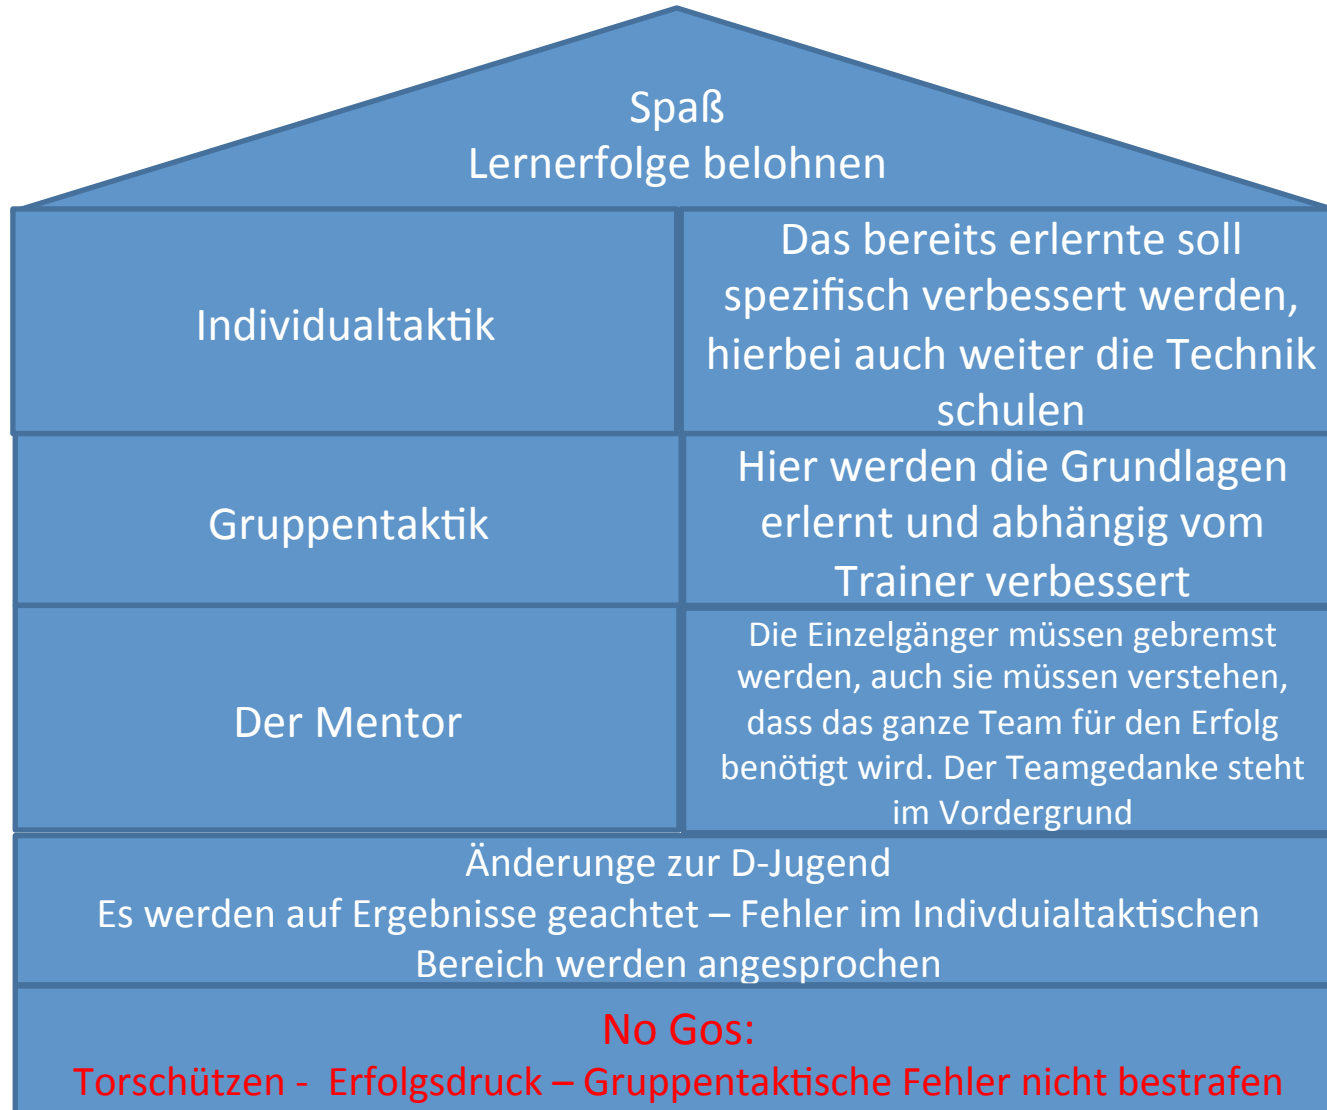 Spaß
Lernerfolge belohnen
Individualtaktik
Das bereits erlernte soll
spezifisch verbessert werden,
hierbei auch weiter die Technik
schulen
Gruppentaktik
Hier werden die Grundlagen
erlernt und abhängig vom
Trainer verbessert
Der Mentor
Die Einzelgänger müssen gebremst
werden, auch sie müssen verstehen,
dass das ganze Team für den Erfolg
benötigt wird. Der Teamgedanke steht
im Vordergrund
Änderunge zur D-Jugend
Es werden auf Ergebnisse geachtet – Fehler im Indivduialtaktischen
Bereich werden angesprochen
No Gos:
Torschützen - Erfolgsdruck – Gruppentaktische Fehler nicht bestrafen